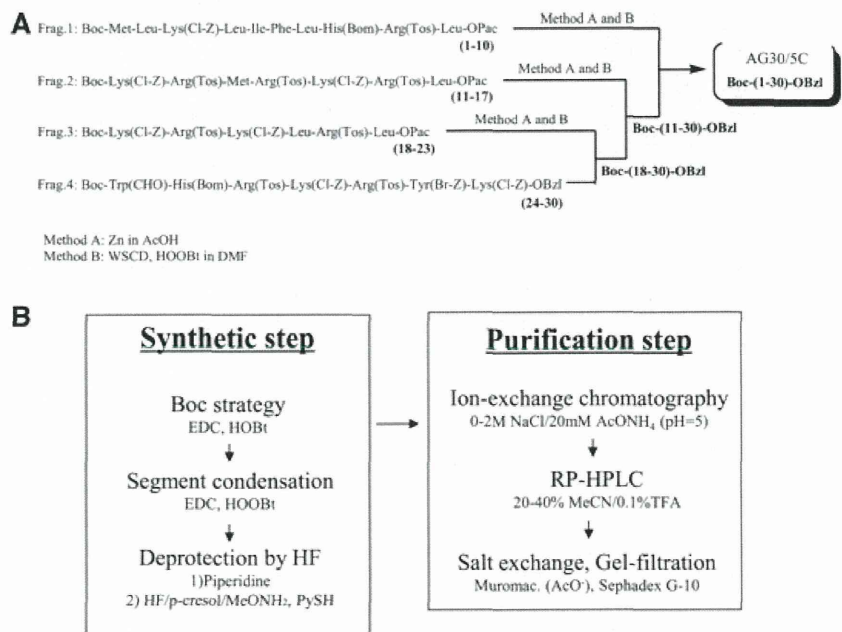 A
Frag.1: Boc-Met-Leu-Lys(Cl-Z)-Leu-Ile-Phe-Leu-His(Bom)-Arg(Tos)-Leu-OPac
(1-10)
Method A and B
AG30/5C
Boc-(1-30)-OBzl
Frag.2: Boc-Lys(Cl-Z)-Arg(Tos)-Met-Arg(Tos)-Lys(Cl-Z)-Arg(Tos)-Leu-OPac
(11-17)
Method A and B
Boc-(11-30)-OBzl
Frag.3: Boc-Lys(Cl-Z)-Arg(Tos)-Lys(Cl-Z)-Leu-Arg(Tos)-Leu-OPac
(18-23)
Method A and B
Boc-(18-30)-OBzl
Frag.4: Boc-Trp(CHO)-His(Bom)-Arg(Tos)-Lys(Cl-Z)-Arg(Tos)-Tyr(Br-Z)-Lys(Cl-Z)-OBzl
(24-30)
Method A: Zn in AcOH
Method B: WSCD, HOOBt in DMF
B
Synthetic step
Boc strategy
EDC, HOBt
Segment condensation
EDC, HOOBt
Deprotection by HF
1)Piperidine
2) HF/p-cresol/MeONH₂, PySH
Purification step
Ion-exchange chromatography
0-2M NaCl/20mM AcONH₄ (pH=5)
RP-HPLC
20-40% MeCN/0.1%TFA
Salt exchange, Gel-filtration
Muromac. (AcO⁻), Sephadex G-10